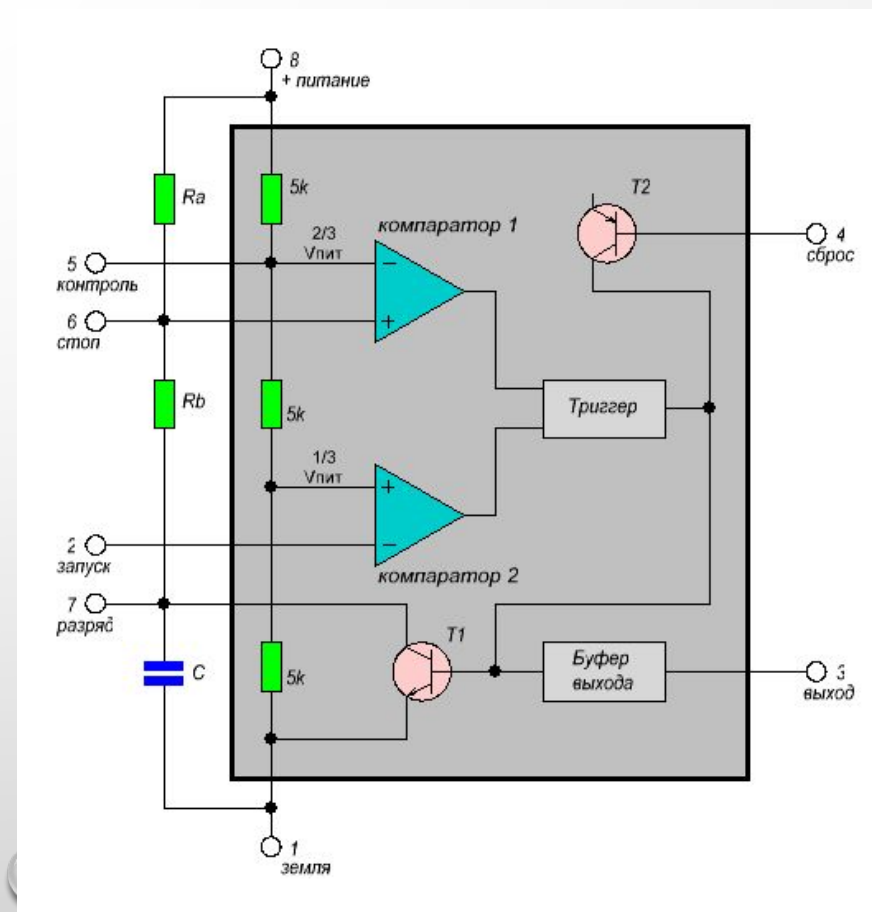 8
+ питание
Ra
5k
T2
компаратор 1
2/3
Vпит
−
5
контроль
4
сброс
6
стоп
+
Rb
5k
Триггер
1/3
Vпит
+
2
запуск
−
компаратор 2
7
разряд
T1
C
5k
Буфер
выхода
3
выход
1
земля